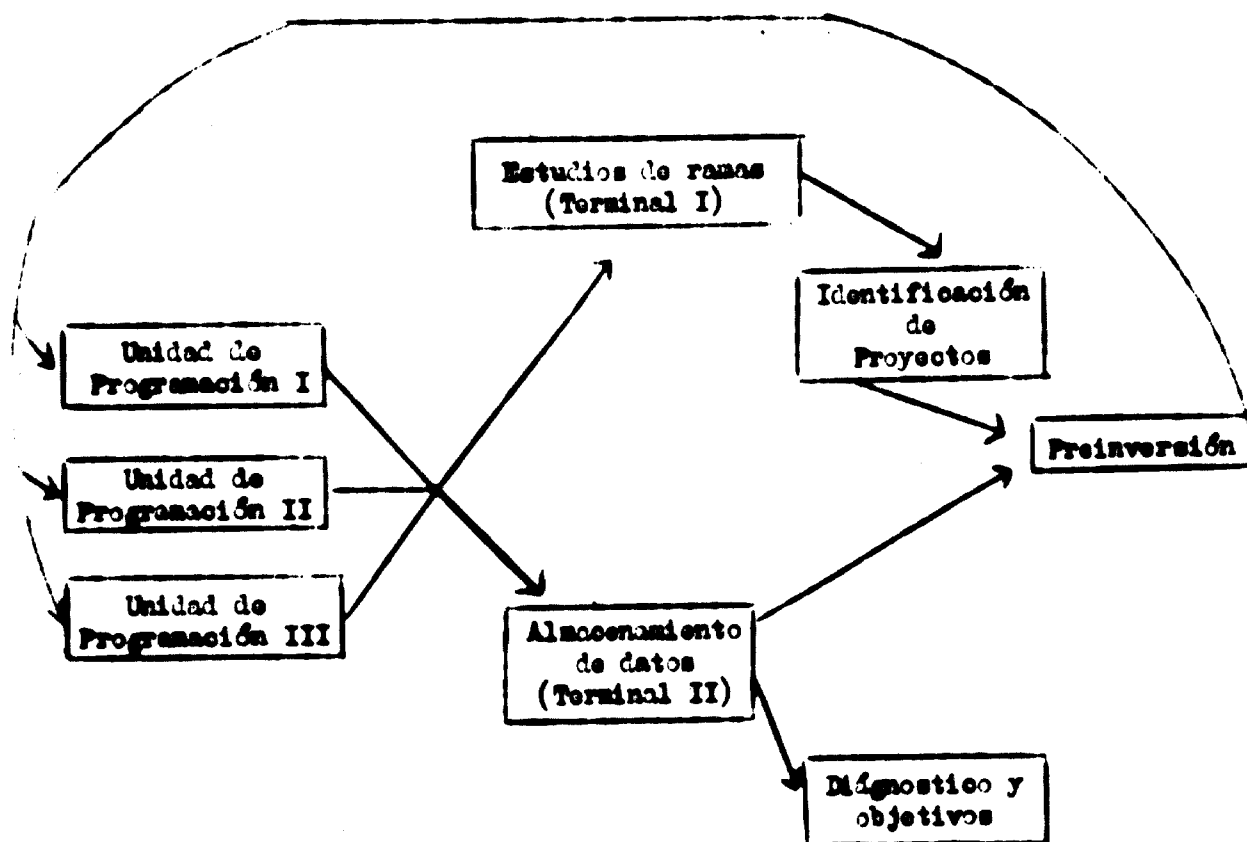 Estudios de ramas
(Terminal I)
Identificación
de
Proyectos
Unidad de
Programación I
Preinversión
Unidad de
Programación II
Unidad de
Programación III
Almacenamiento
de datos
(Terminal II)
Diágnostico y
objetivos